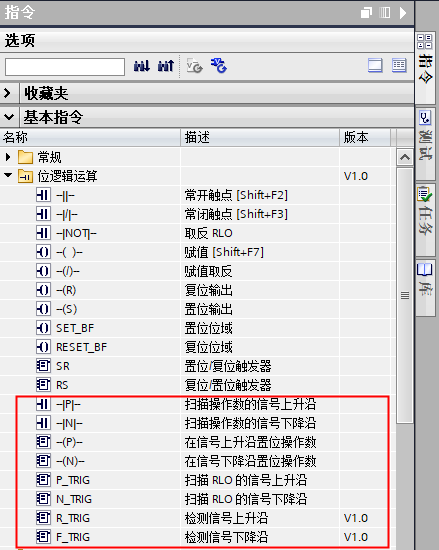 指令
选项
收藏夹
基本指令
名称 描述 版本
常规
位逻辑运算 V1.0
-||- 常开触点 [Shift+F2]
-|/|- 常闭触点 [Shift+F3]
-|NOT|- 取反 RLO
-( )- 赋值 [Shift+F7]
-(/)- 赋值取反
-(R) 复位输出
-(S) 置位输出
SET_BF 置位位域
RESET_BF 复位位域
SR 置位/复位触发器
RS 复位/置位触发器
-|P|- 扫描操作数的信号上升沿
-|N|- 扫描操作数的信号下降沿
-(P)- 在信号上升沿置位操作数
-(N)- 在信号下降沿置位操作数
P_TRIG 扫描 RLO 的信号上升沿
N_TRIG 扫描 RLO 的信号下降沿
R_TRIG 检测信号上升沿 V1.0
F_TRIG 检测信号下降沿 V1.0
指令
测试
任务
库